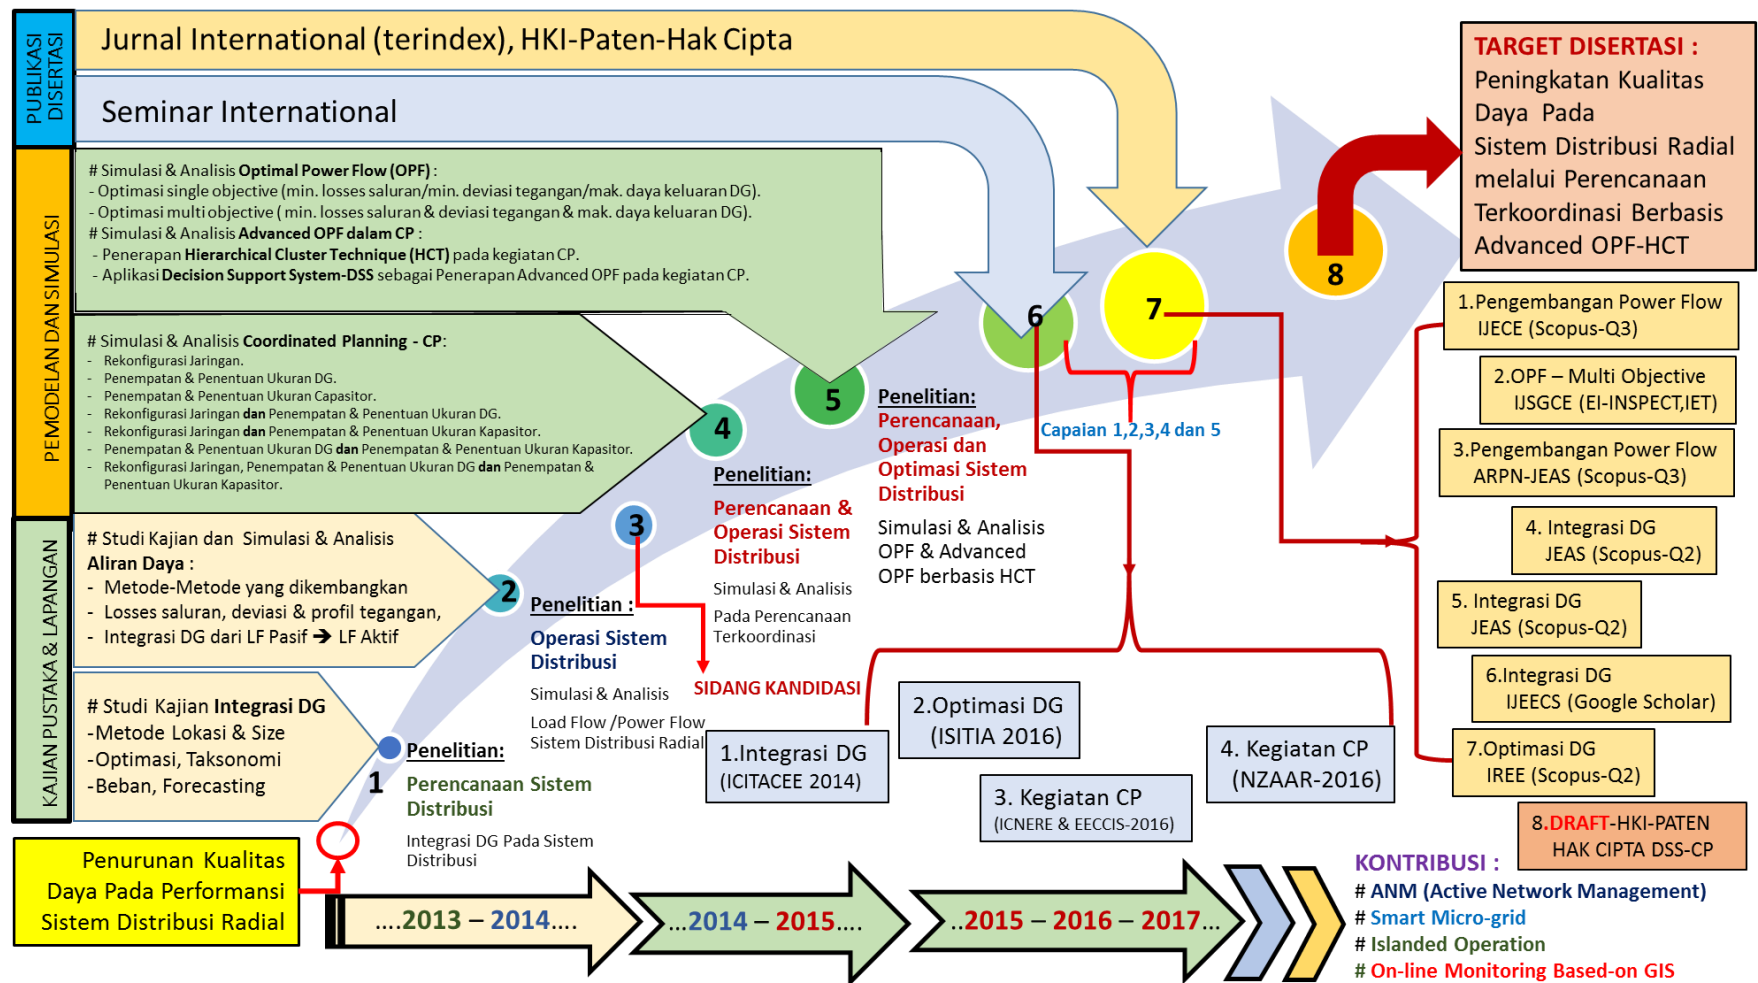 PUBLIKASI
DISERTASI
Jurnal International (terindex), HKI-Paten-Hak Cipta
Seminar International
PEMODELAN DAN SIMULASI
# Simulasi & Analisis Optimal Power Flow (OPF) :
- Optimasi single objective (min. losses saluran/min. deviasi tegangan/mak. daya keluaran DG).
- Optimasi multi objective ( min. losses saluran & deviasi tegangan & mak. daya keluaran DG).
# Simulasi & Analisis Advanced OPF dalam CP :
- Penerapan Hierarchical Cluster Technique (HCT) pada kegiatan CP.
- Aplikasi Decision Support System-DSS sebagai Penerapan Advanced OPF pada kegiatan CP.
# Simulasi & Analisis Coordinated Planning - CP:
- Rekonfigurasi Jaringan.
- Penempatan & Penentuan Ukuran DG.
- Penempatan & Penentuan Ukuran Capasitor.
- Rekonfigurasi Jaringan dan Penempatan & Penentuan Ukuran DG.
- Rekonfigurasi Jaringan dan Penempatan & Penentuan Ukuran Kapasitor.
- Penempatan & Penentuan Ukuran DG dan Penempatan & Penentuan Ukuran Kapasitor.
- Rekonfigurasi Jaringan, Penempatan & Penentuan Ukuran DG dan Penempatan &
Penentuan Ukuran Kapasitor.
KAJIAN PUSTAKA & LAPANGAN
# Studi Kajian dan Simulasi & Analisis
Aliran Daya :
- Metode-Metode yang dikembangkan
- Losses saluran, deviasi & profil tegangan,
- Integrasi DG dari LF Pasif ➔ LF Aktif
# Studi Kajian Integrasi DG
-Metode Lokasi & Size
-Optimasi, Taksonomi
-Beban, Forecasting
Penurunan Kualitas
Daya Pada Performansi
Sistem Distribusi Radial
1
Penelitian:
Perencanaan Sistem
Distribusi
Integrasi DG Pada Sistem
Distribusi
2
Penelitian :
Operasi Sistem
Distribusi
Simulasi & Analisis
Load Flow /Power Flow
Sistem Distribusi Radial
3
SIDANG KANDIDASI
4
Penelitian:
Perencanaan &
Operasi Sistem
Distribusi
Simulasi & Analisis
Pada Perencanaan
Terkoordinasi
5
Penelitian:
Perencanaan,
Operasi dan
Optimasi Sistem
Distribusi
Simulasi & Analisis
OPF & Advanced
OPF berbasis HCT
6
7
Capaian 1,2,3,4 dan 5
8
TARGET DISERTASI :
Peningkatan Kualitas
Daya Pada
Sistem Distribusi Radial
melalui Perencanaan
Terkoordinasi Berbasis
Advanced OPF-HCT
1.Integrasi DG
(ICITACEE 2014)
2.Optimasi DG
(ISITIA 2016)
3. Kegiatan CP
(ICNERE & EECCIS-2016)
4. Kegiatan CP
(NZAAR-2016)
1.Pengembangan Power Flow
IJECE (Scopus-Q3)
2.OPF – Multi Objective
IJSGCE (EI-INSPECT,IET)
3.Pengembangan Power Flow
ARPN-JEAS (Scopus-Q3)
4. Integrasi DG
JEAS (Scopus-Q2)
5. Integrasi DG
JEAS (Scopus-Q2)
6.Integrasi DG
IJEECS (Google Scholar)
7.Optimasi DG
IREE (Scopus-Q2)
8.DRAFT-HKI-PATEN
HAK CIPTA DSS-CP
....2013 – 2014....
...2014 – 2015....
..2015 – 2016 – 2017...
KONTRIBUSI :
# ANM (Active Network Management)
# Smart Micro-grid
# Islanded Operation
# On-line Monitoring Based-on GIS